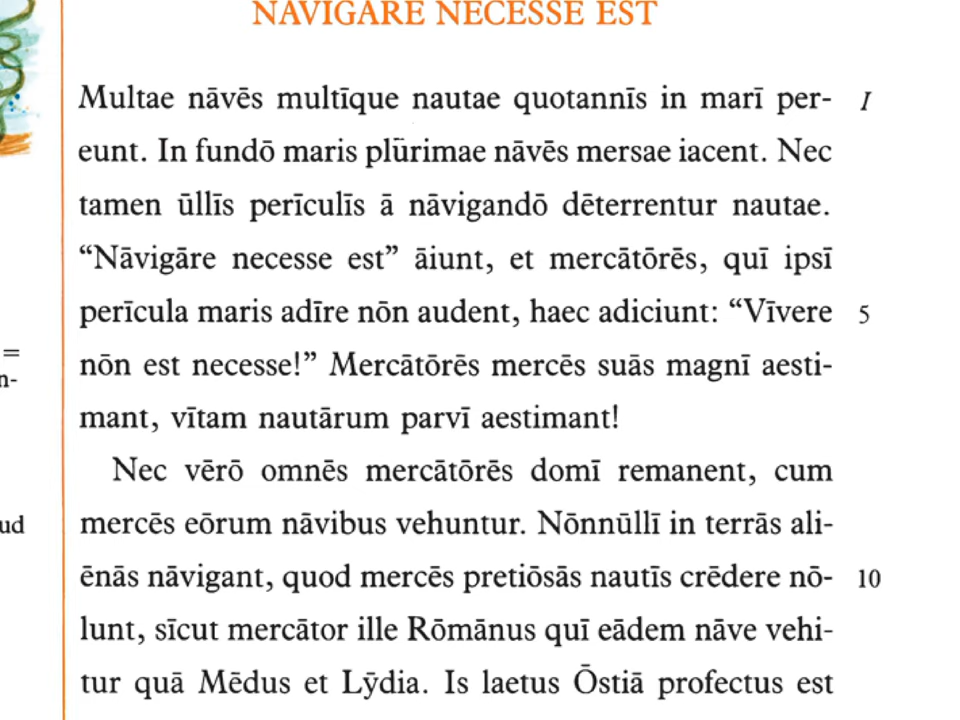 NAVIGARE NECESSE EST
Multae nāvēs multīque nautae quotannīs in marī per- I
eunt. In fundō maris plūrimae nāvēs mersae iacent. Nec
tamen ūllīs perīculīs ā nāvigandō dēterrentur nautae.
“Nāvigāre necesse est” āiunt, et mercātōrēs, quī ipsī
perīcula maris adīre nōn audent, haec adiciunt: “Vīvere 5
nōn est necesse!” Mercātōrēs mercēs suās magnī aesti-
mant, vītam nautārum parvī aestimant!
Nec vērō omnēs mercātōrēs domī remanent, cum
mercēs eōrum nāvibus vehuntur. Nōnnūllī in terrās ali-
ēnās nāvigant, quod mercēs pretiōsās nautīs crēdere nō- 10
lunt, sīcut mercātor ille Rōmānus quī eādem nāve vehi-
tur quā Mēdus et Lȳdia. Is laetus Ōstiā profectus est
=
n-
ud